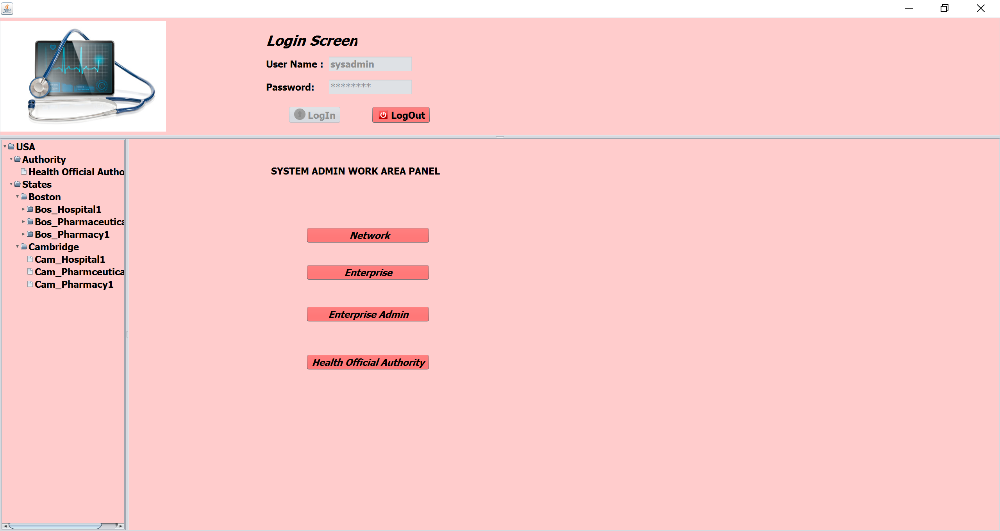 Login Screen
User Name :
sysadmin
Password:
********
LogIn
LogOut
USA
Authority
Health Official Autho
States
Boston
Bos_Hospital1
Bos_Pharmaceutica
Bos_Pharmacy1
Cambridge
Cam_Hospital1
Cam_Pharmceutica
Cam_Pharmacy1
SYSTEM ADMIN WORK AREA PANEL
Network
Enterprise
Enterprise Admin
Health Official Authority